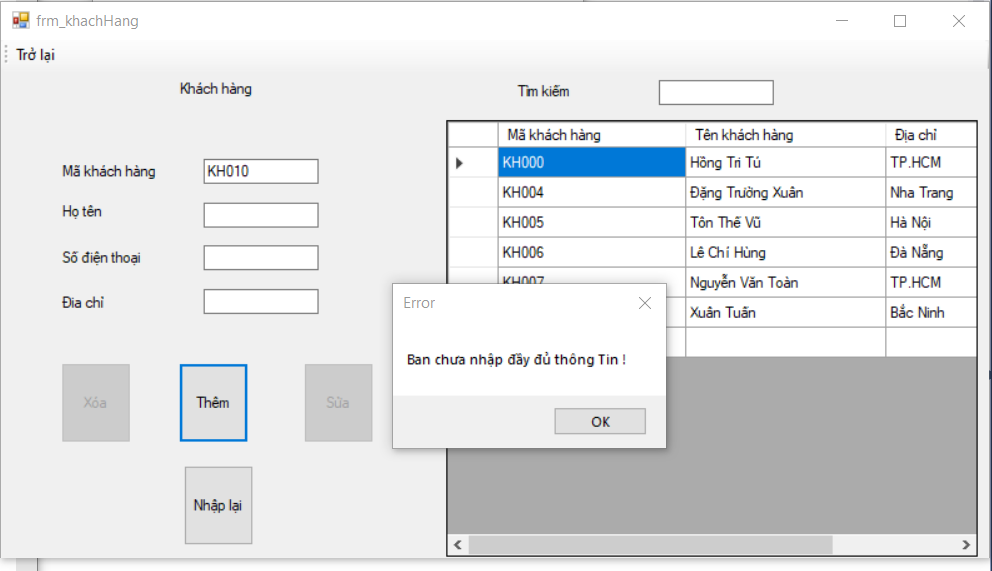 frm_khachHang
Trở lại
Khách hàng
Tìm kiếm
Mã khách hàng
KH010
Họ tên
Số điện thoại
Địa chỉ
Xóa
Thêm
Sửa
Nhập lại
Mã khách hàng Tên khách hàng Địa chỉ
KH000 Hồng Tri Tú TP.HCM
KH004 Đặng Trường Xuân Nha Trang
KH005 Tôn Thế Vũ Hà Nội
KH006 Lê Chí Hùng Đà Nẵng
KH007 Nguyễn Văn Toàn TP.HCM
Xuân Tuấn Bắc Ninh
Error
Ban chưa nhập đầy đủ thông Tin !
OK